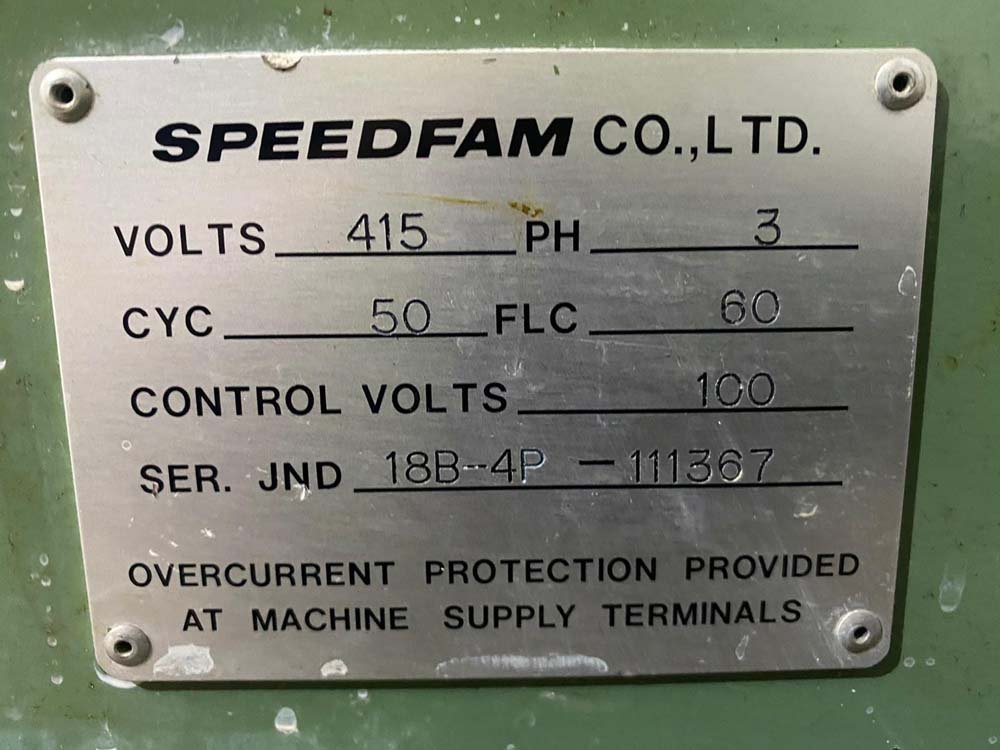 SPEEDFAM CO.,LTD.
VOLTS 415 PH 3
CYC 50 FLC 60
CONTROL VOLTS 100
SER. JND 18B-4P -111367
OVERCURRENT PROTECTION PROVIDED
AT MACHINE SUPPLY TERMINALS